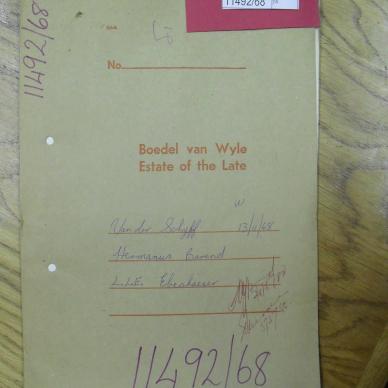 11492/68
11492/68
No.
Boedel van Wyle
Estate of the Late
Van der Schyff 13/11/68
Hermanus Barend
L.L.E. Ebenhaeser
11492/68